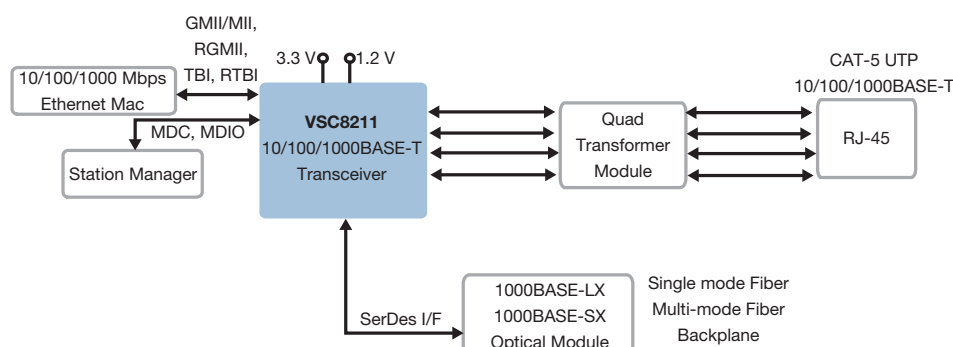 GMII/MII,
RGMII,
TBI, RTBI
3.3 V
1.2 V
10/100/1000 Mbps
Ethernet Mac
MDC, MDIO
Station Manager
VSC8211
10/100/1000BASE-T
Transceiver
Quad
Transformer
Module
CAT-5 UTP
10/100/1000BASE-T
RJ-45
SerDes I/F
1000BASE-LX
1000BASE-SX
Optical Module
Single mode Fiber
Multi-mode Fiber
Backplane